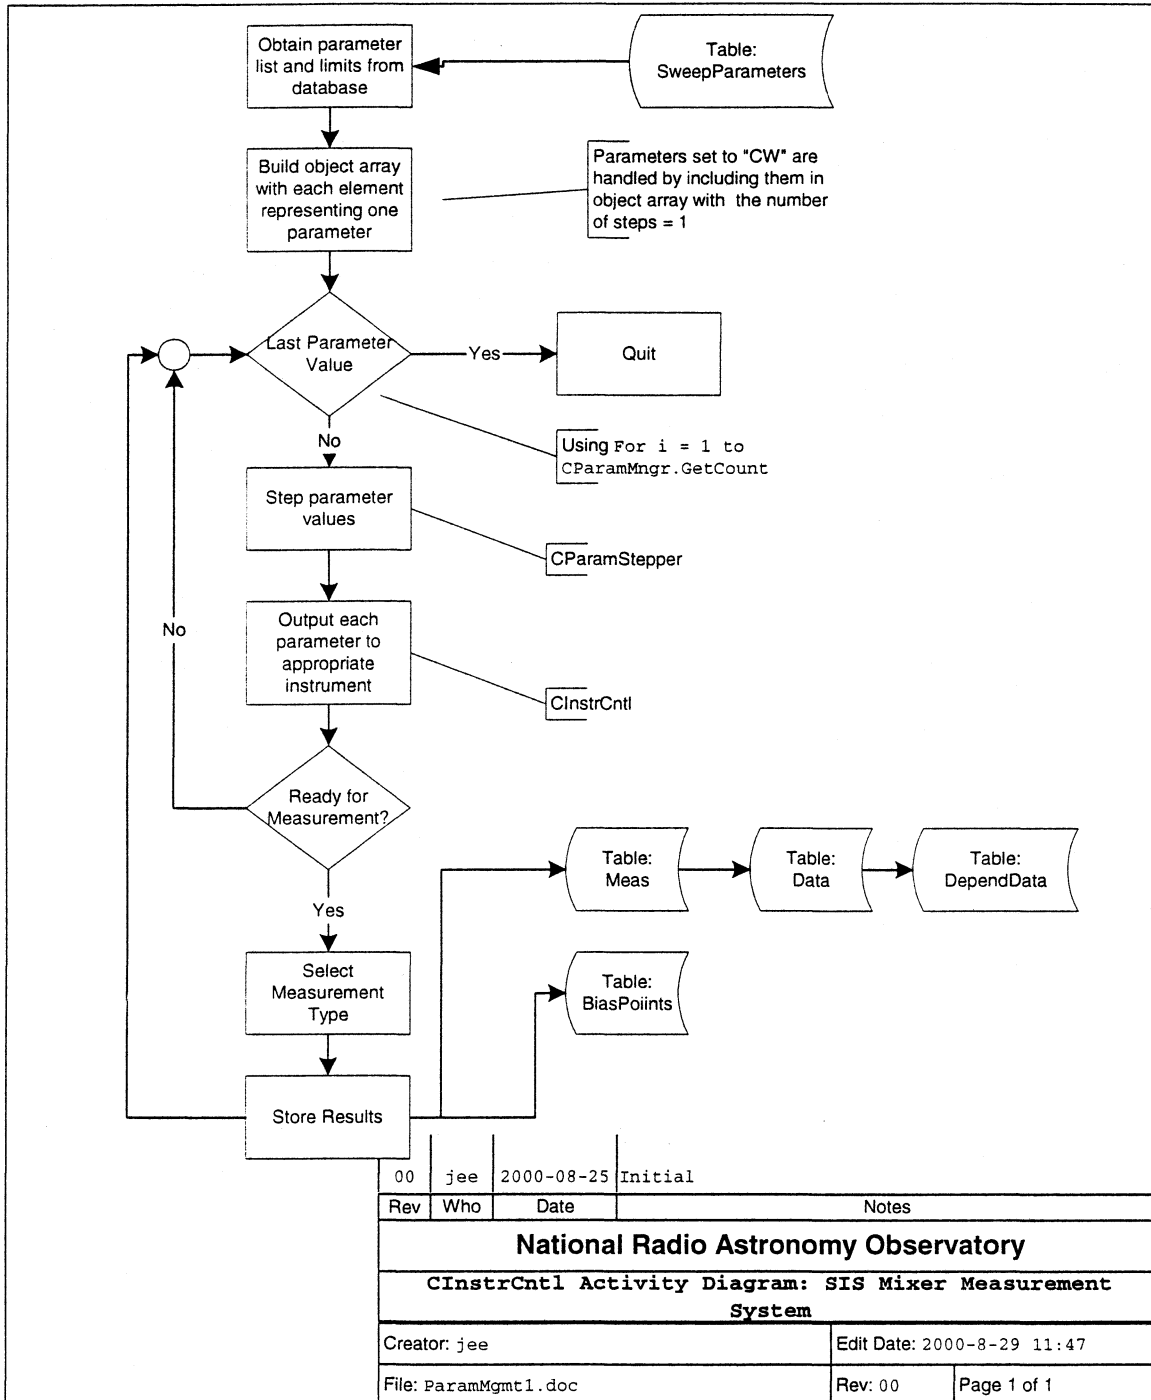 Obtain parameter
list and limits from
database
Table:
SweepParameters
Build object array
with each element
representing one
parameter
Parameters set to "CW" are
handled by including them in
object array with the number
of steps = 1
Last Parameter
Value
Yes
Quit
No
Using For i = 1 to
CParamMngr.GetCount
Step parameter
values
CParamStepper
Output each
parameter to
appropriate
instrument
No
CInstrCntl
Ready for
Measurement?
Table:
Meas
Table:
Data
Table:
DependData
Yes
Select
Measurement
Type
Table:
BiasPoiints
Store Results
00 jee 2000-08-25 Initial
Rev Who Date Notes
National Radio Astronomy Observatory
CInstrCntl Activity Diagram: SIS Mixer Measurement
System
Creator: jee Edit Date: 2000-8-29 11:47
File: ParamMgmt1.doc Rev: 00 Page 1 of 1